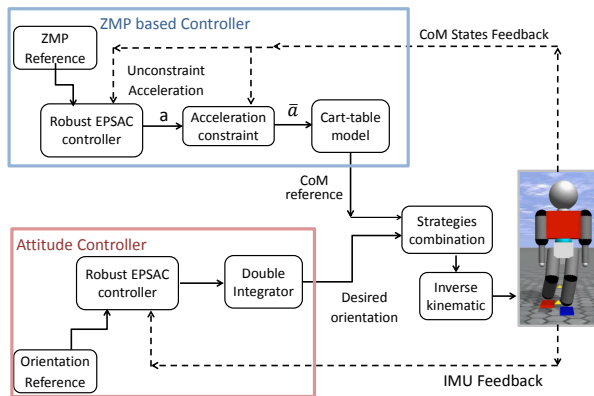 ZMP based Controller
ZMP
Reference
CoM States Feedback
Unconstraint
Acceleration
Robust EPSAC
controller
a
Acceleration
constraint
a̅
Cart-table
model
CoM
reference
Strategies
combination
Attitude Controller
Robust EPSAC
controller
Double
Integrator
Desired
orientation
Inverse
kinematic
Orientation
Reference
IMU Feedback